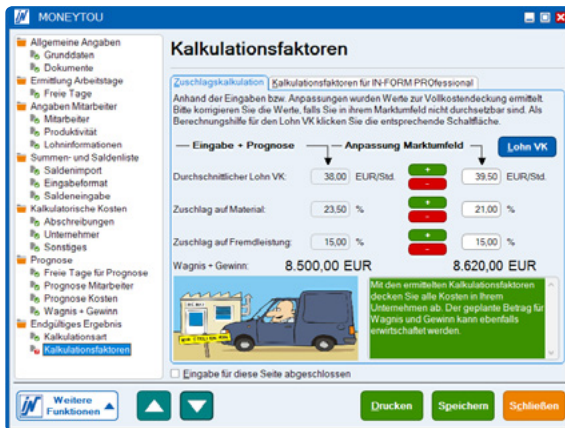 MONEYTOU
Allgemeine Angaben
Grunddaten
Dokumente
Ermittlung Arbeitstage
Freie Tage
Angaben Mitarbeiter
Mitarbeiter
Produktivität
Lohninformationen
Summen- und Saldenliste
Saldenimport
Eingabeformat
Saldeneingabe
Kalkulatorische Kosten
Abschreibungen
Unternehmer
Sonstiges
Prognose
Freie Tage für Prognose
Prognose Mitarbeiter
Prognose Kosten
Wagnis + Gewinn
Endgültiges Ergebnis
Kalkulationsart
Kalkulationsfaktoren
Kalkulationsfaktoren
Zuschlagskalkulation Kalkulationsfaktoren für IN-FORM PROfessional
Anhand der Eingaben bzw. Anpassungen wurden Werte zur Vollkostendeckung ermittelt.
Bitte korrigieren Sie die Werte, falls Sie in ihrem Marktumfeld nicht durchsetzbar sind. Als
Berechnungshilfe für den Lohn VK klicken Sie die entsprechende Schaltfläche.
Eingabe + Prognose Anpassung Marktumfeld Lohn VK
Durchschnittlicher Lohn VK: 38,00 EUR/Std. + - 39,50 EUR/Std.
Zuschlag auf Material: 23,50 % + - 21,00 %
Zuschlag auf Fremdleistung: 15,00 % + - 15,00 %
Wagnis + Gewinn: 8.500,00 EUR 8.620,00 EUR
Mit den ermittelten Kalkulationsfaktoren
decken Sie alle Kosten in Ihrem
Unternehmen ab. Der geplante Betrag für
Wagnis und Gewinn kann ebenfalls
erwirtschaftet werden.
Eingabe für diese Seite abgeschlossen
Weitere
Funktionen
Drucken Speichern Schließen